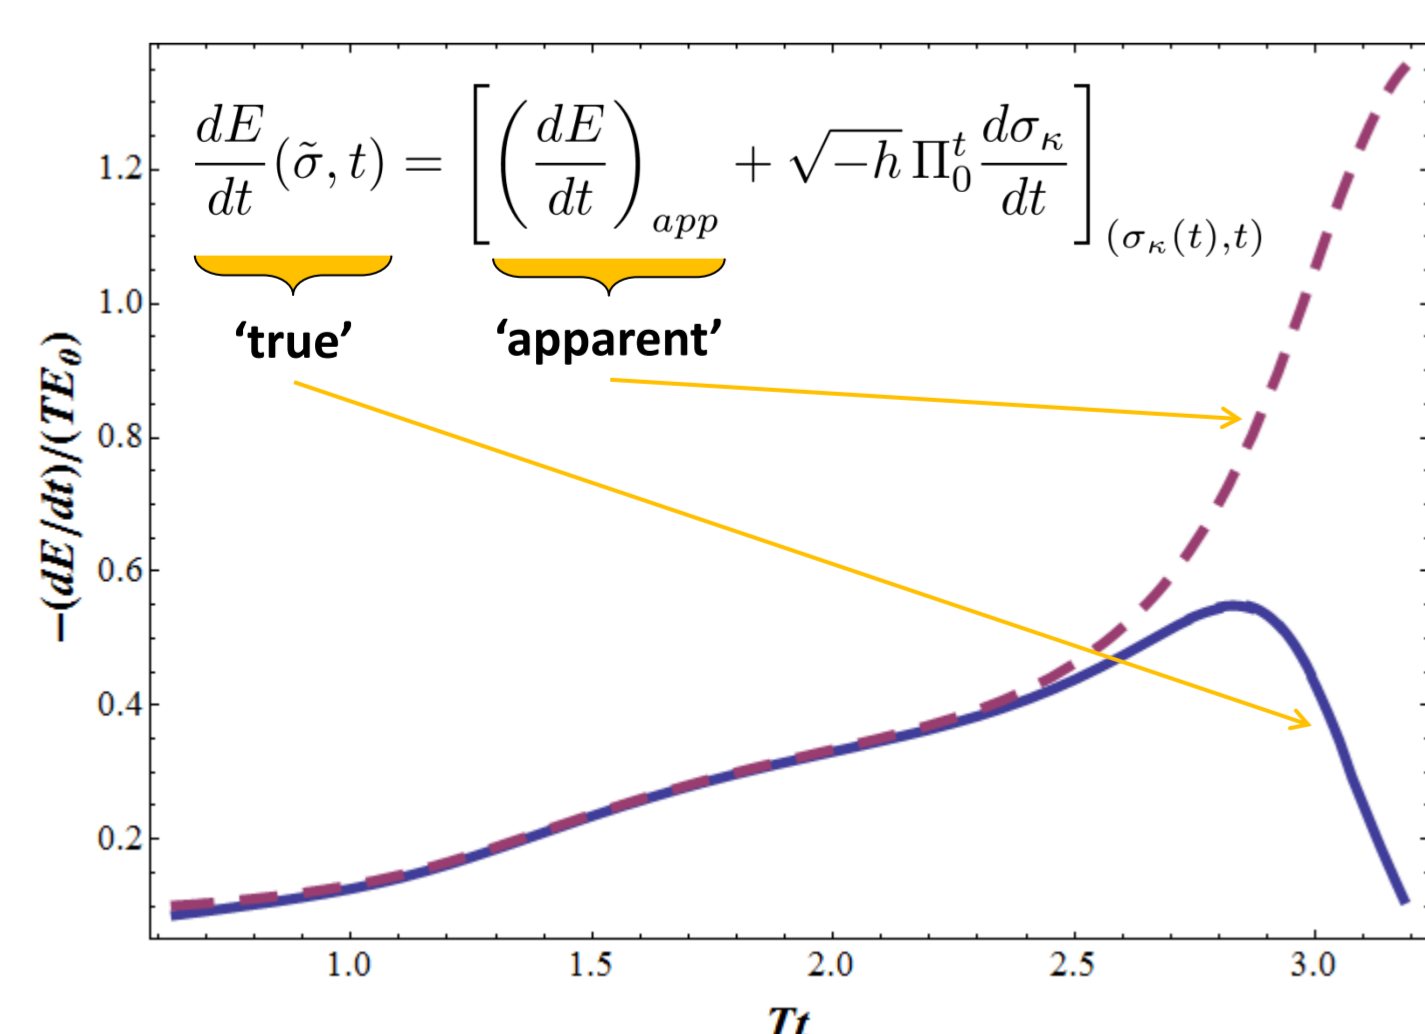 dE/dt (σ̃, t) = [(dE/dt)_app + √−h Π^t_0 dσ_κ/dt]_(σ_κ(t),t)
‘true’ ‘apparent’
−(dE/dt)/(TE_0)
1.2
1.0
0.8
0.6
0.4
0.2
1.0 1.5 2.0 2.5 3.0
Tt